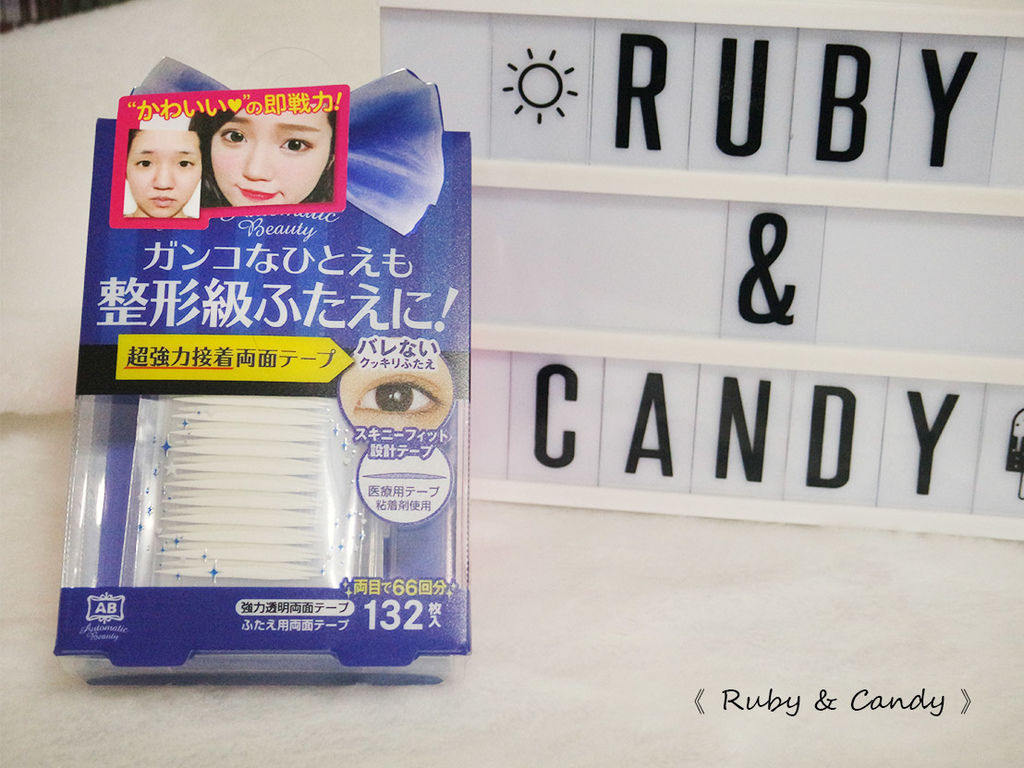 "かわいい♥"の即戦力!
Automatic
Beauty
ガンコなひとえも
整形級ふたえに!
超強力接着両面テープ
バレない
クッキリふたえ
スキニーフィット
設計テープ
医療用テープ
粘着剤使用
両目で66回分
強力透明両面テープ
ふたえ用両面テープ
132枚入
AB
Automatic
Beauty
RUBY
&
CANDY
《 Ruby & Candy 》